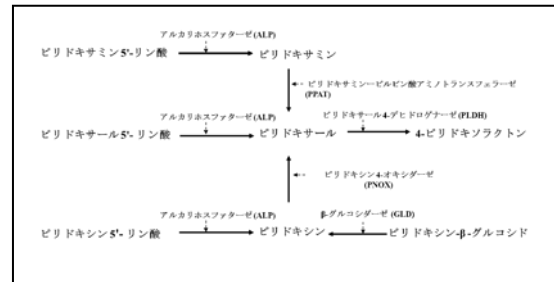 アルカリホスファターゼ(ALP)
ピリドキサミン5'-リン酸 ピリドキサミン
ピリドキサミン−ピルビン酸アミノトランスフェラーゼ
(PPAT)
アルカリホスファターゼ(ALP) ピリドキサール4-デヒドロゲナーゼ(PLDH)
ピリドキサール5'- リン酸 ピリドキサール 4-ピリドキソラクトン
ピリドキシン4-オキシダーゼ
(PNOX)
アルカリホスファターゼ(ALP) β-グルコシダーゼ (GLD)
ピリドキシン5'- リン酸 ピリドキシン ピリドキシン-β-グルコシド